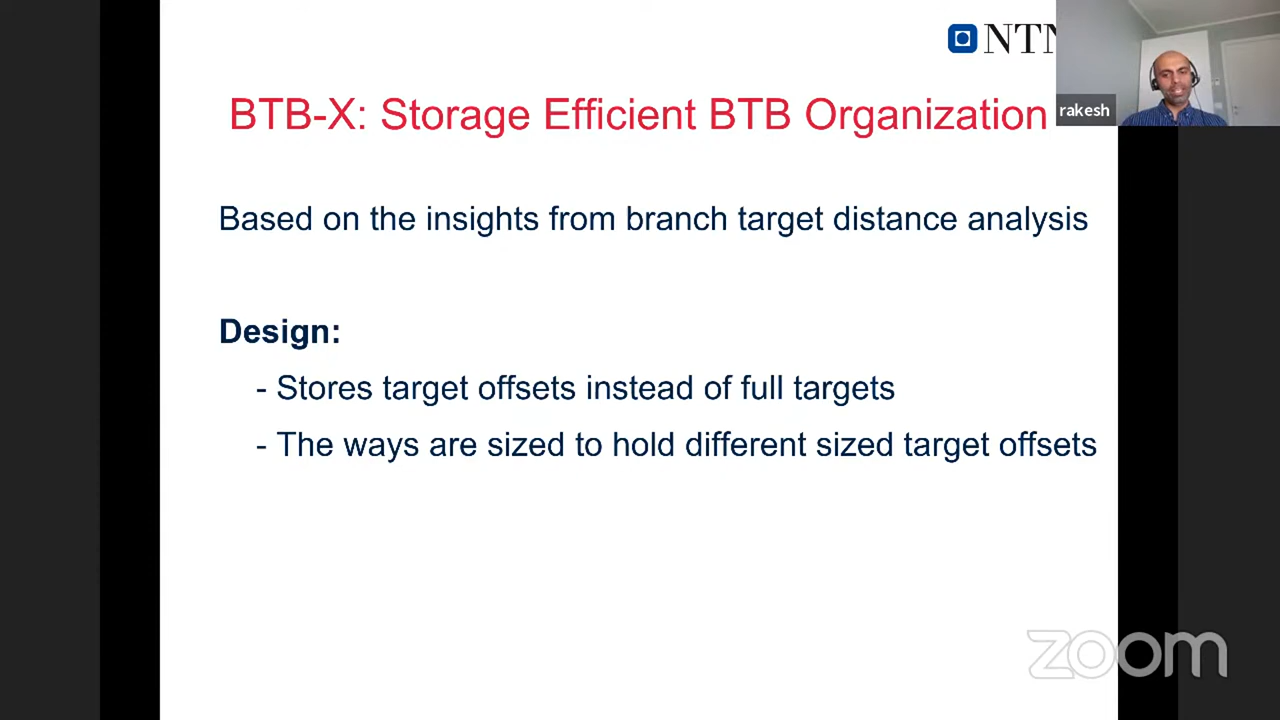 NTN
rakesh
BTB-X: Storage Efficient BTB Organization
Based on the insights from branch target distance analysis
Design:
- Stores target offsets instead of full targets
- The ways are sized to hold different sized target offsets
zoom